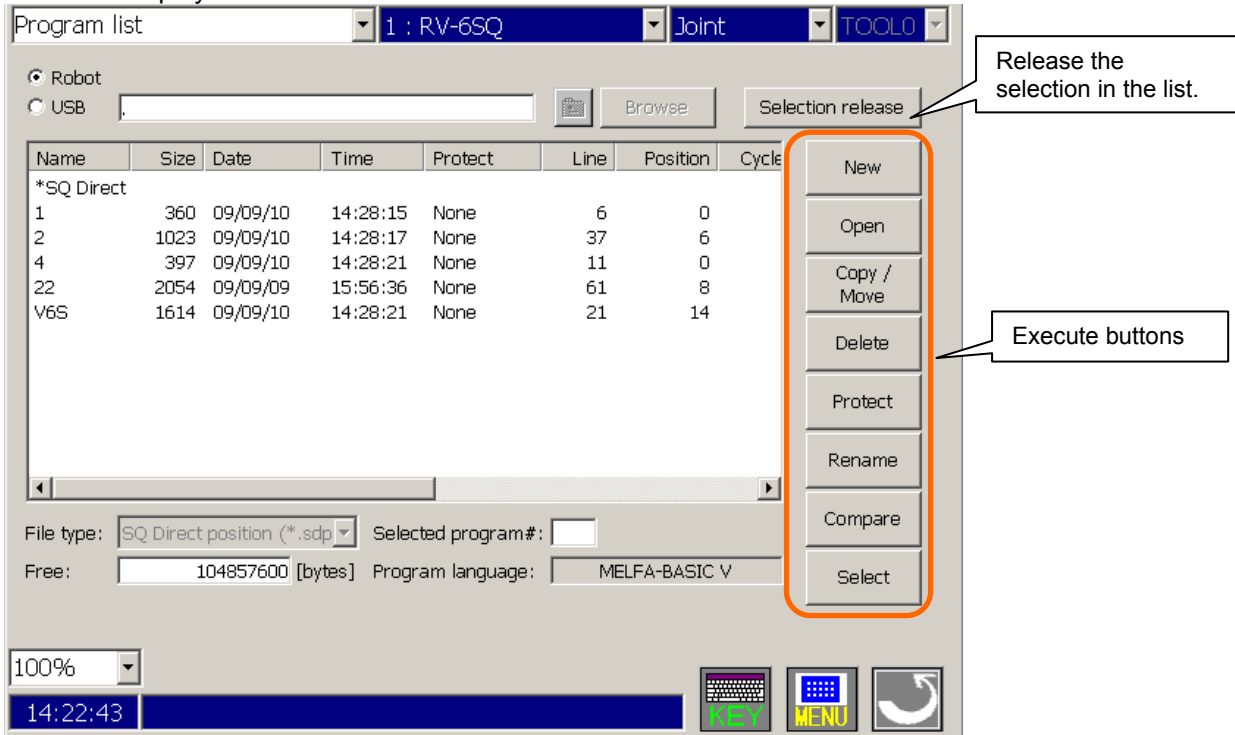 Program list 1 : RV-6SQ Joint TOOL0
Release the
selection in the list.
Robot
USB . Browse Selection release
Name Size Date Time Protect Line Position Cycle
*SQ Direct
1 360 09/09/10 14:28:15 None 6 0
2 1023 09/09/10 14:28:17 None 37 6
4 397 09/09/10 14:28:21 None 11 0
22 2054 09/09/09 15:56:36 None 61 8
V6S 1614 09/09/10 14:28:21 None 21 14
New
Open
Copy /
Move
Delete
Protect
Rename
Compare
Select
Execute buttons
File type: SQ Direct position (*.sdp Selected program#:
Free: 104857600 [bytes] Program language: MELFA-BASIC V
100%
14:22:43
KEY MENU